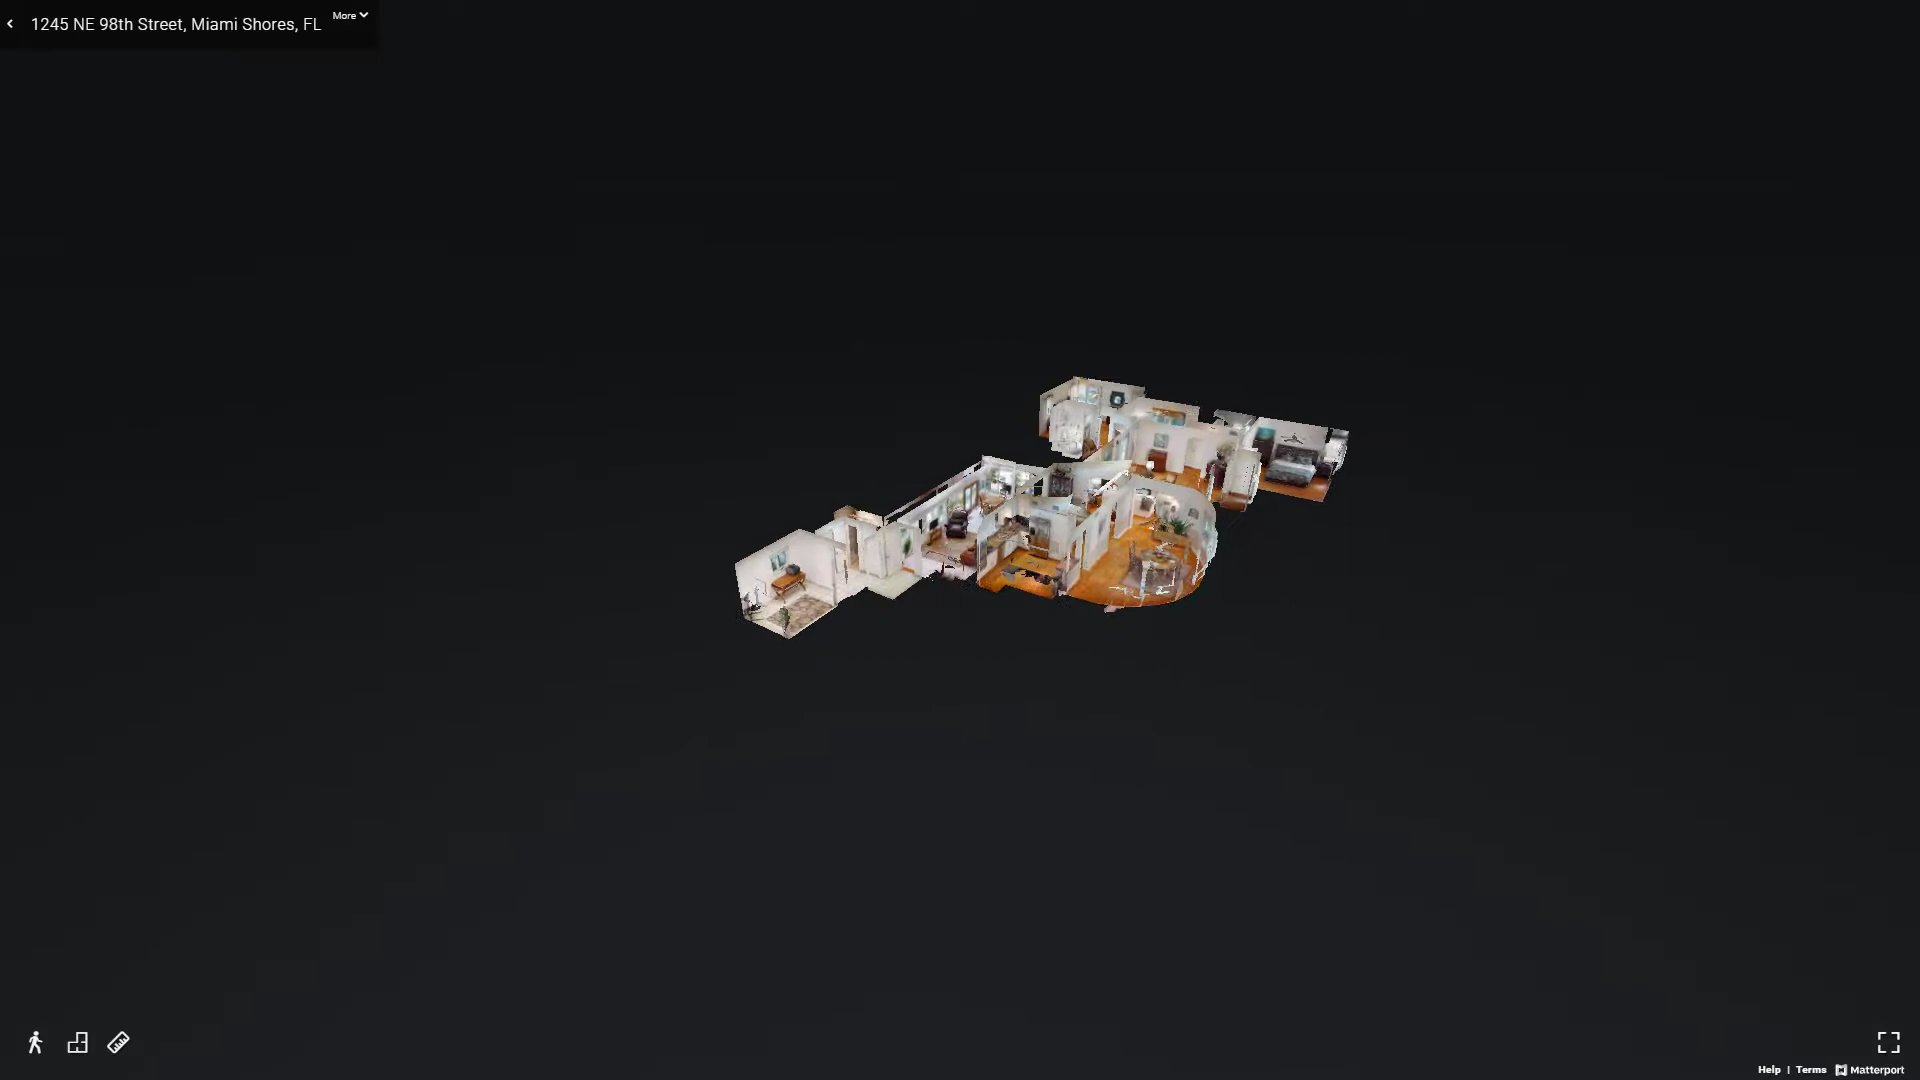 1245 NE 98th Street, Miami Shores, FL
More
Help | Terms Matterport